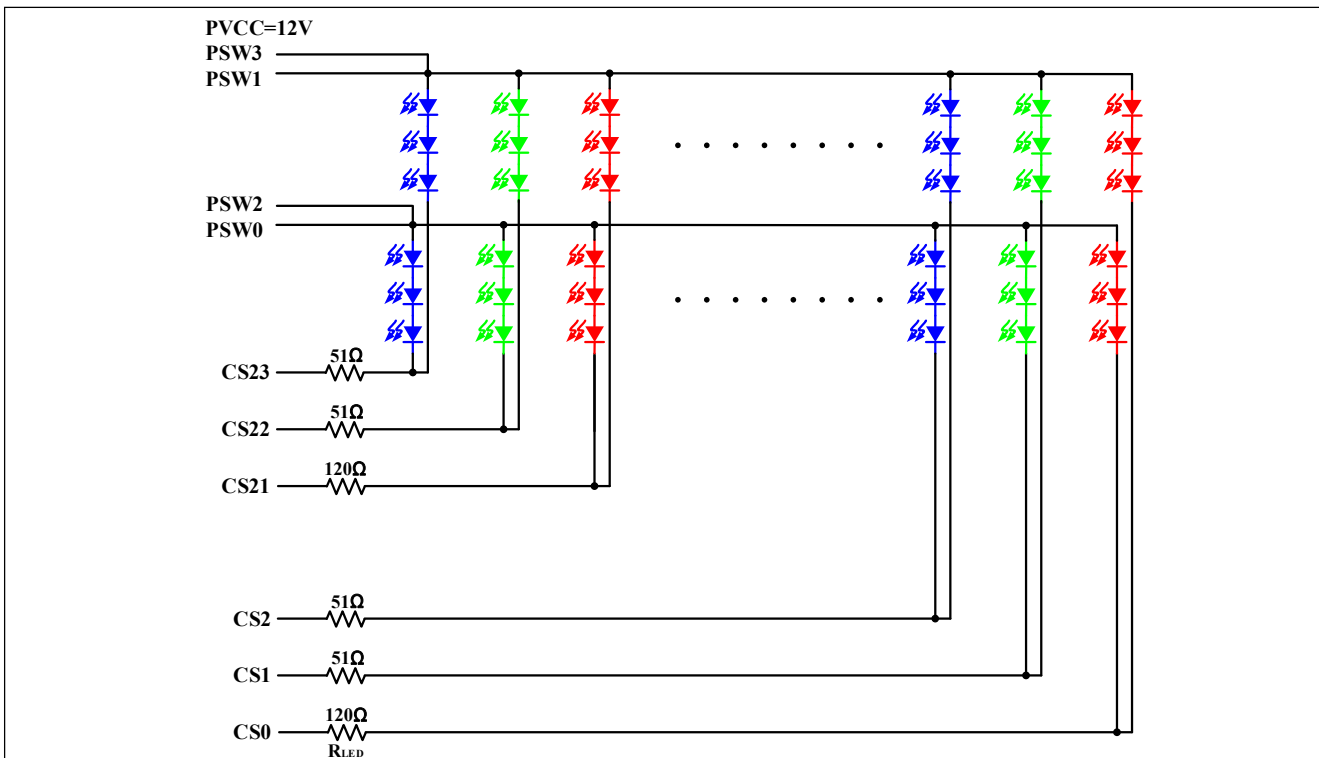 PVCC=12V
PSW3
PSW1
PSW2
PSW0
51Ω
CS23
51Ω
CS22
120Ω
CS21
51Ω
CS2
51Ω
CS1
120Ω
CS0
RLED